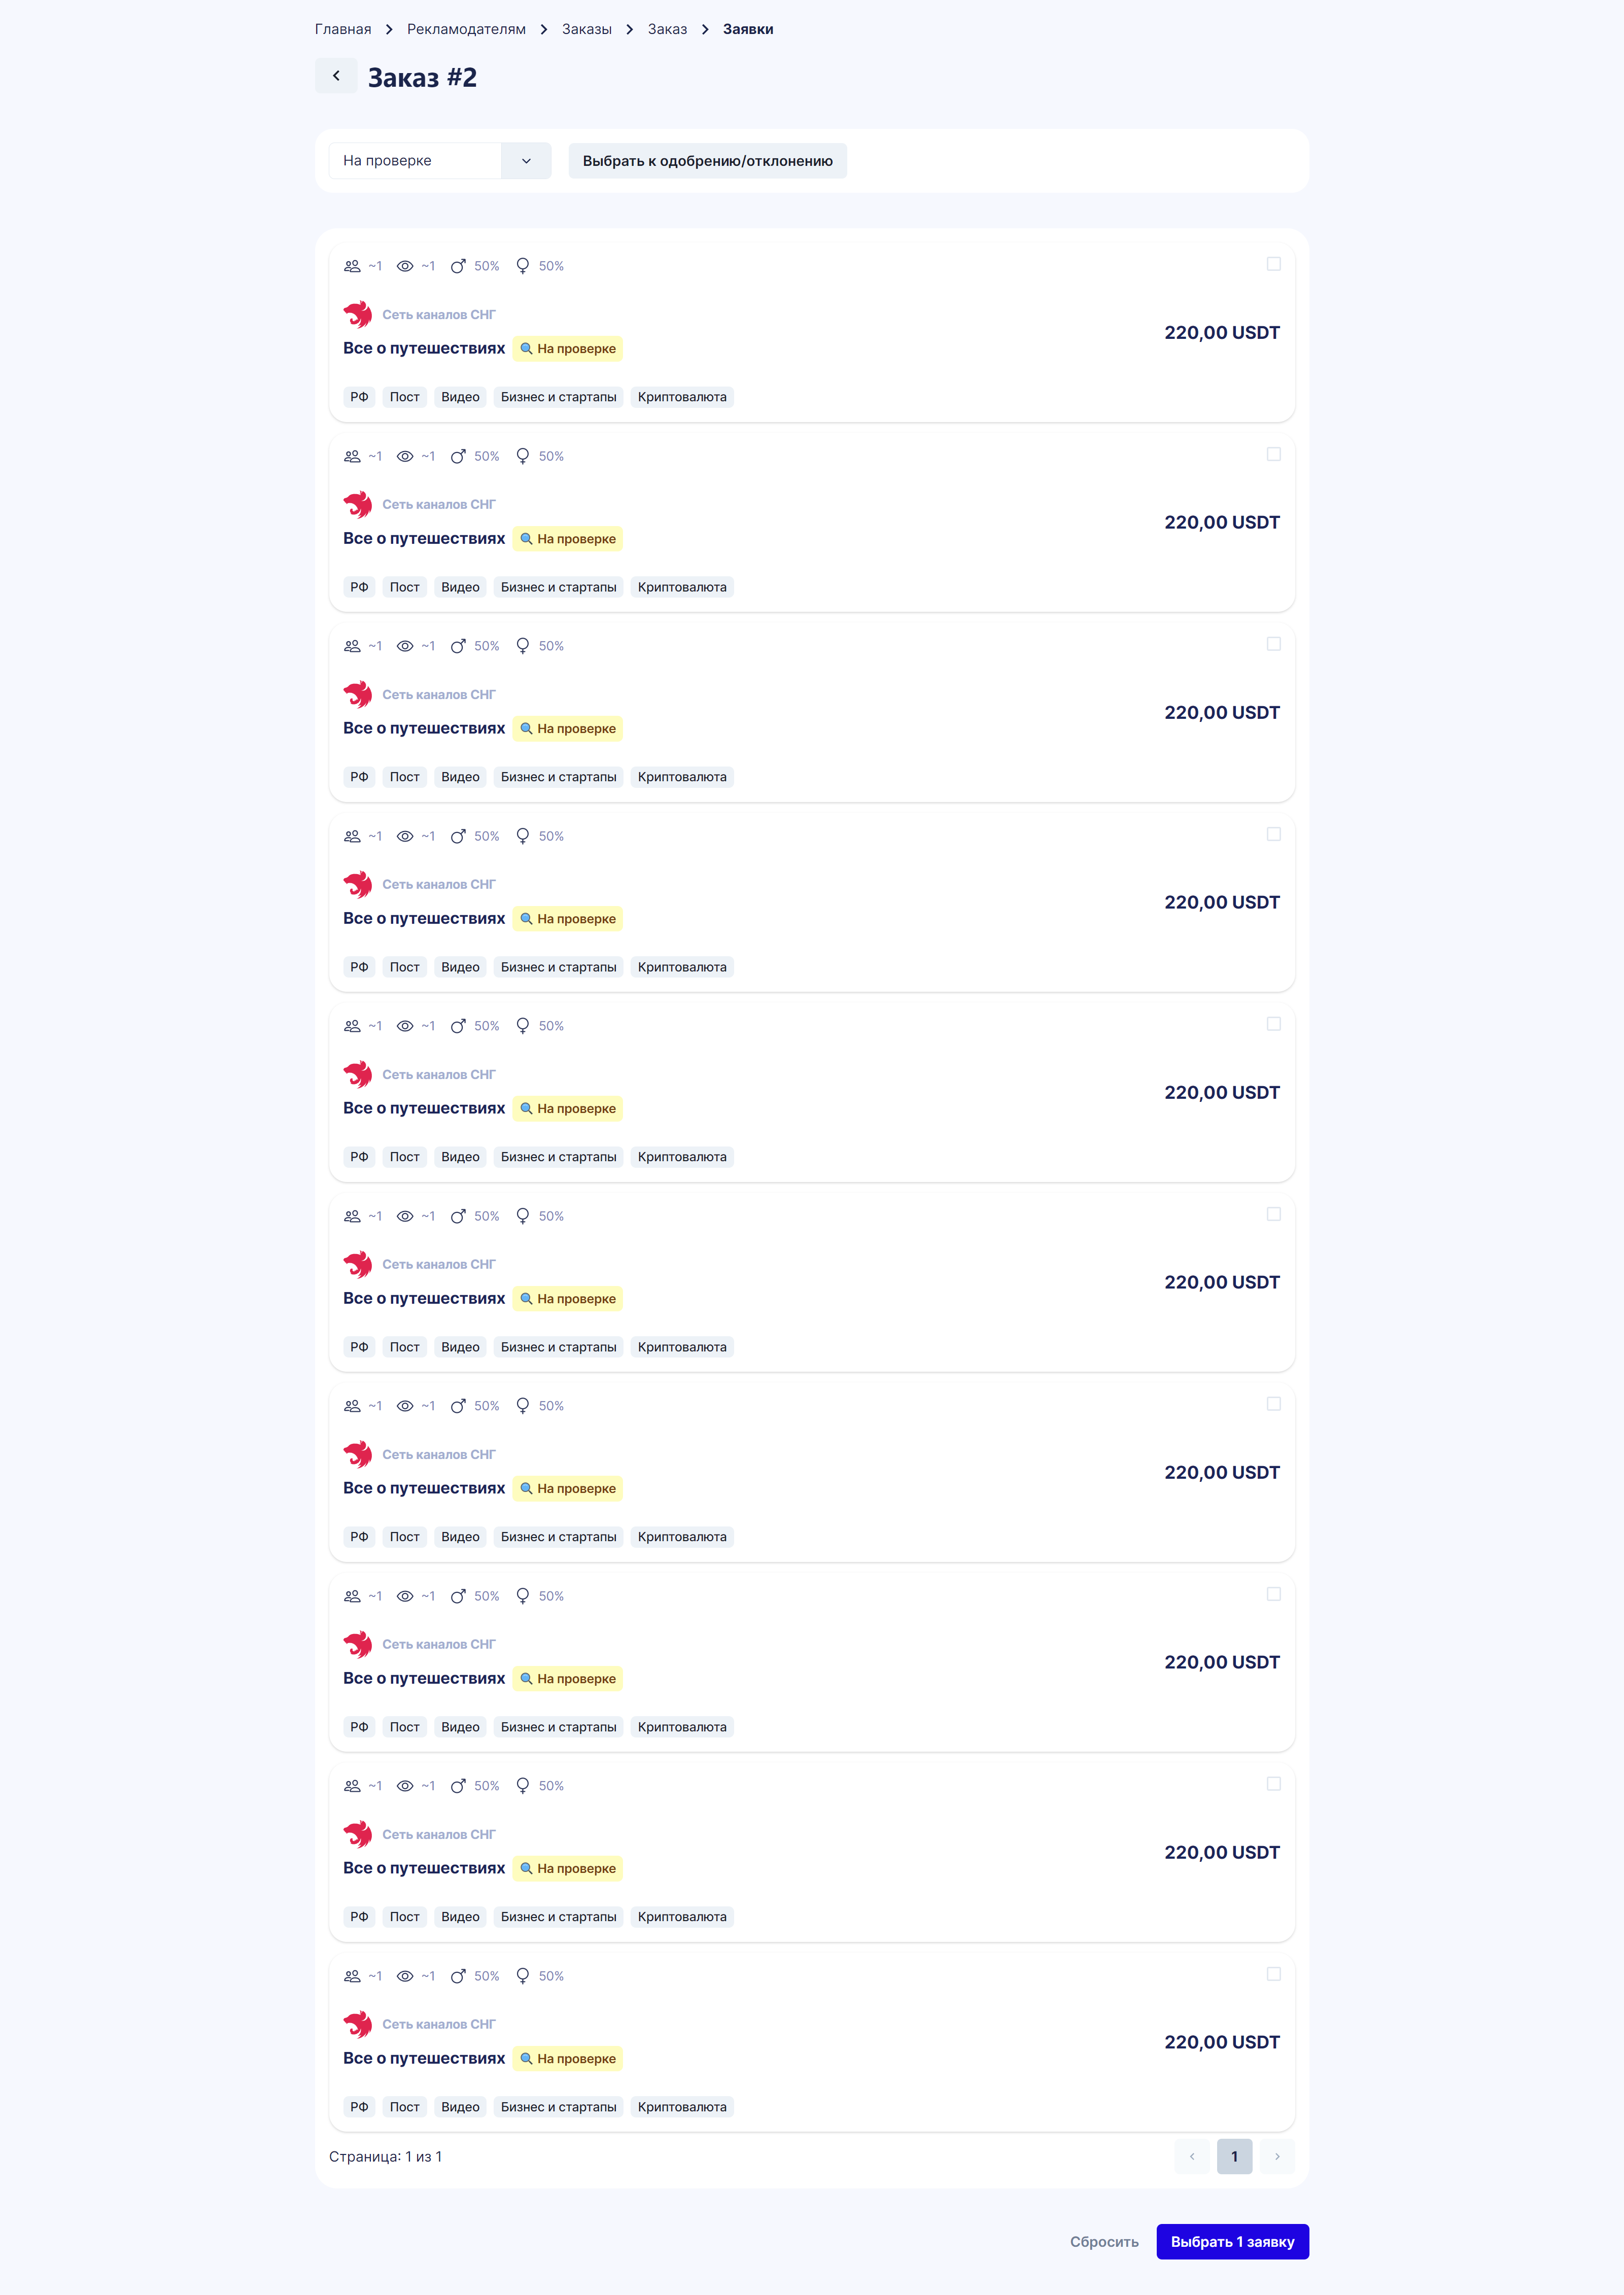 Главная Рекламодателям Заказы Заказ Заявки
Заказ #2
На проверке Выбрать к одобрению/отклонению
~1 ~1 50% 50%
Сеть каналов СНГ
220,00 USDT
Все о путешествиях На проверке
РФ Пост Видео Бизнес и стартапы Криптовалюта
~1 ~1 50% 50%
Сеть каналов СНГ
220,00 USDT
Все о путешествиях На проверке
РФ Пост Видео Бизнес и стартапы Криптовалюта
~1 ~1 50% 50%
Сеть каналов СНГ
220,00 USDT
Все о путешествиях На проверке
РФ Пост Видео Бизнес и стартапы Криптовалюта
~1 ~1 50% 50%
Сеть каналов СНГ
220,00 USDT
Все о путешествиях На проверке
РФ Пост Видео Бизнес и стартапы Криптовалюта
~1 ~1 50% 50%
Сеть каналов СНГ
220,00 USDT
Все о путешествиях На проверке
РФ Пост Видео Бизнес и стартапы Криптовалюта
~1 ~1 50% 50%
Сеть каналов СНГ
220,00 USDT
Все о путешествиях На проверке
РФ Пост Видео Бизнес и стартапы Криптовалюта
~1 ~1 50% 50%
Сеть каналов СНГ
220,00 USDT
Все о путешествиях На проверке
РФ Пост Видео Бизнес и стартапы Криптовалюта
~1 ~1 50% 50%
Сеть каналов СНГ
220,00 USDT
Все о путешествиях На проверке
РФ Пост Видео Бизнес и стартапы Криптовалюта
~1 ~1 50% 50%
Сеть каналов СНГ
220,00 USDT
Все о путешествиях На проверке
РФ Пост Видео Бизнес и стартапы Криптовалюта
~1 ~1 50% 50%
Сеть каналов СНГ
220,00 USDT
Все о путешествиях На проверке
РФ Пост Видео Бизнес и стартапы Криптовалюта
Страница: 1 из 1 1
Сбросить Выбрать 1 заявку